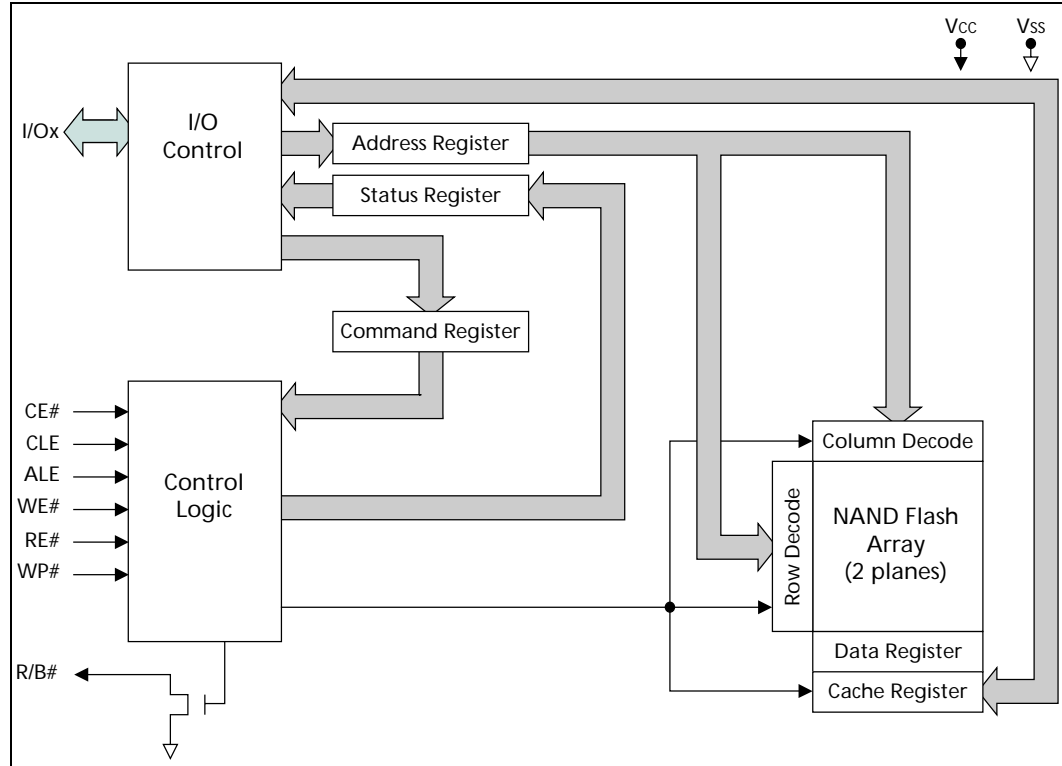 Vcc
Vss
I/Ox
I/O
Control
Address Register
Status Register
Command Register
CE#
CLE
ALE
WE#
RE#
WP#
Control
Logic
Column Decode
Row Decode
NAND Flash
Array
(2 planes)
Data Register
Cache Register
R/B#